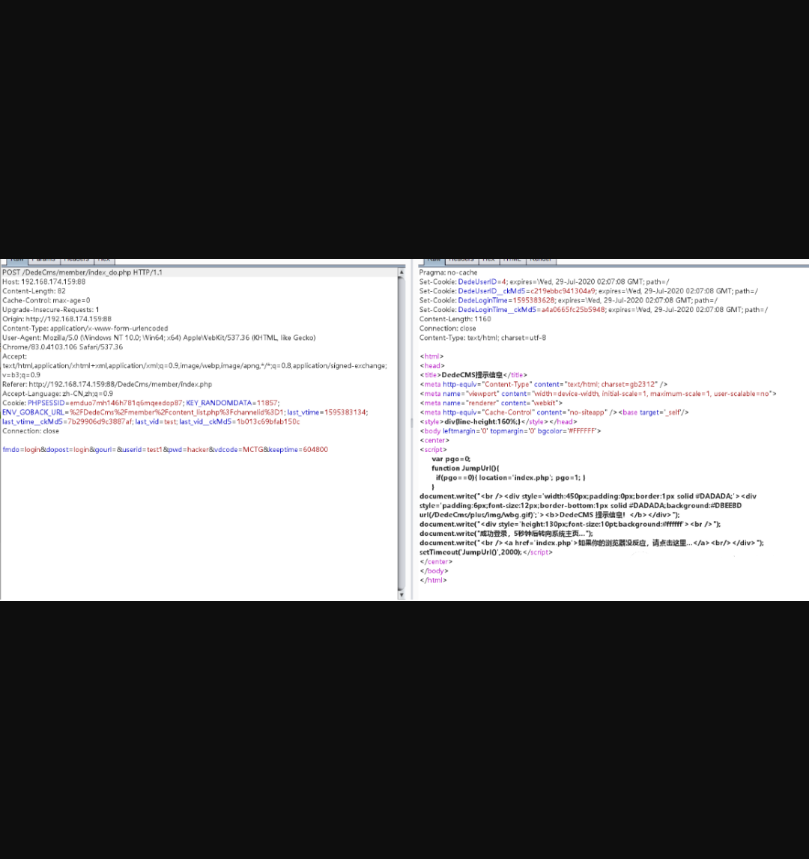 POST /DedeCms/member/index_do.php HTTP/1.1
Host: 192.168.174.159:88
Content-Length: 82
Cache-Control: max-age=0
Upgrade-Insecure-Requests: 1
Origin: http://192.168.174.159:88
Content-Type: application/x-www-form-urlencoded
User-Agent: Mozilla/5.0 (Windows NT 10.0; Win64; x64) AppleWebKit/537.36 (KHTML, like Gecko)
Chrome/83.0.4103.106 Safari/537.36
Accept:
text/html,application/xhtml+xml,application/xml;q=0.9,image/webp,image/apng,*/*;q=0.8,application/signed-exchange;
v=b3;q=0.9
Referer: http://192.168.174.159:88/DedeCms/member/index.php
Accept-Language: zh-CN,zh;q=0.9
Cookie: PHPSESSID=emduo7mh146h781q6mqeedop87; KEY_RANDOMDATA=11857;
ENV_GOBACK_URL=%2FDedeCms%2Fmember%2Fcontent_list.php%3Fchannelid%3D1; last_vtime=1595383134;
last_vtime__ckMd5=7b29906d9c3887af; last_vid=test; last_vid__ckMd5=1b013c69bfab150c
Connection: close
fmdo=login&dopost=login&gourl=&userid=test1&pwd=hacker&vdcode=MCTG&keeptime=604800
Pragma: no-cache
Set-Cookie: DedeUserID=4; expires=Wed, 29-Jul-2020 02:07:08 GMT; path=/
Set-Cookie: DedeUserID__ckMd5=c219ebbc941304a9; expires=Wed, 29-Jul-2020 02:07:08 GMT; path=/
Set-Cookie: DedeLoginTime=1595383628; expires=Wed, 29-Jul-2020 02:07:08 GMT; path=/
Set-Cookie: DedeLoginTime__ckMd5=a4a0665fc25b5948; expires=Wed, 29-Jul-2020 02:07:08 GMT; path=/
Content-Length: 1160
Connection: close
Content-Type: text/html; charset=utf-8
<html>
<head>
<title>DedeCMS提示信息</title>
<meta http-equiv="Content-Type" content="text/html; charset=gb2312" />
<meta name="viewport" content="width=device-width, initial-scale=1, maximum-scale=1, user-scalable=no">
<meta name="renderer" content="webkit">
<meta http-equiv="Cache-Control" content="no-siteapp" /><base target='_self'/>
<style>div{line-height:160%;}</style></head>
<body leftmargin='0' topmargin='0' bgcolor='#FFFFFF'>
<center>
<script>
var pgo=0;
function JumpUrl(){
if(pgo==0){ location='index.php'; pgo=1; }
}
document.write("<br /><div style='width:450px;padding:0px;border:1px solid #DADADA;'><div
style='padding:6px;font-size:12px;border-bottom:1px solid #DADADA;background:#DBEEBD
url(/DedeCms/plus/img/wbg.gif)';'><b>DedeCMS 提示信息！</b></div>");
document.write("<div style='height:130px;font-size:10pt;background:#ffffff'><br />");
document.write("成功登录，5秒钟后转向系统主页...");
document.write("<br /><a href='index.php'>如果你的浏览器没反应，请点击这里...</a><br/></div>");
setTimeout('JumpUrl()',2000);</script>
</center>
</body>
</html>